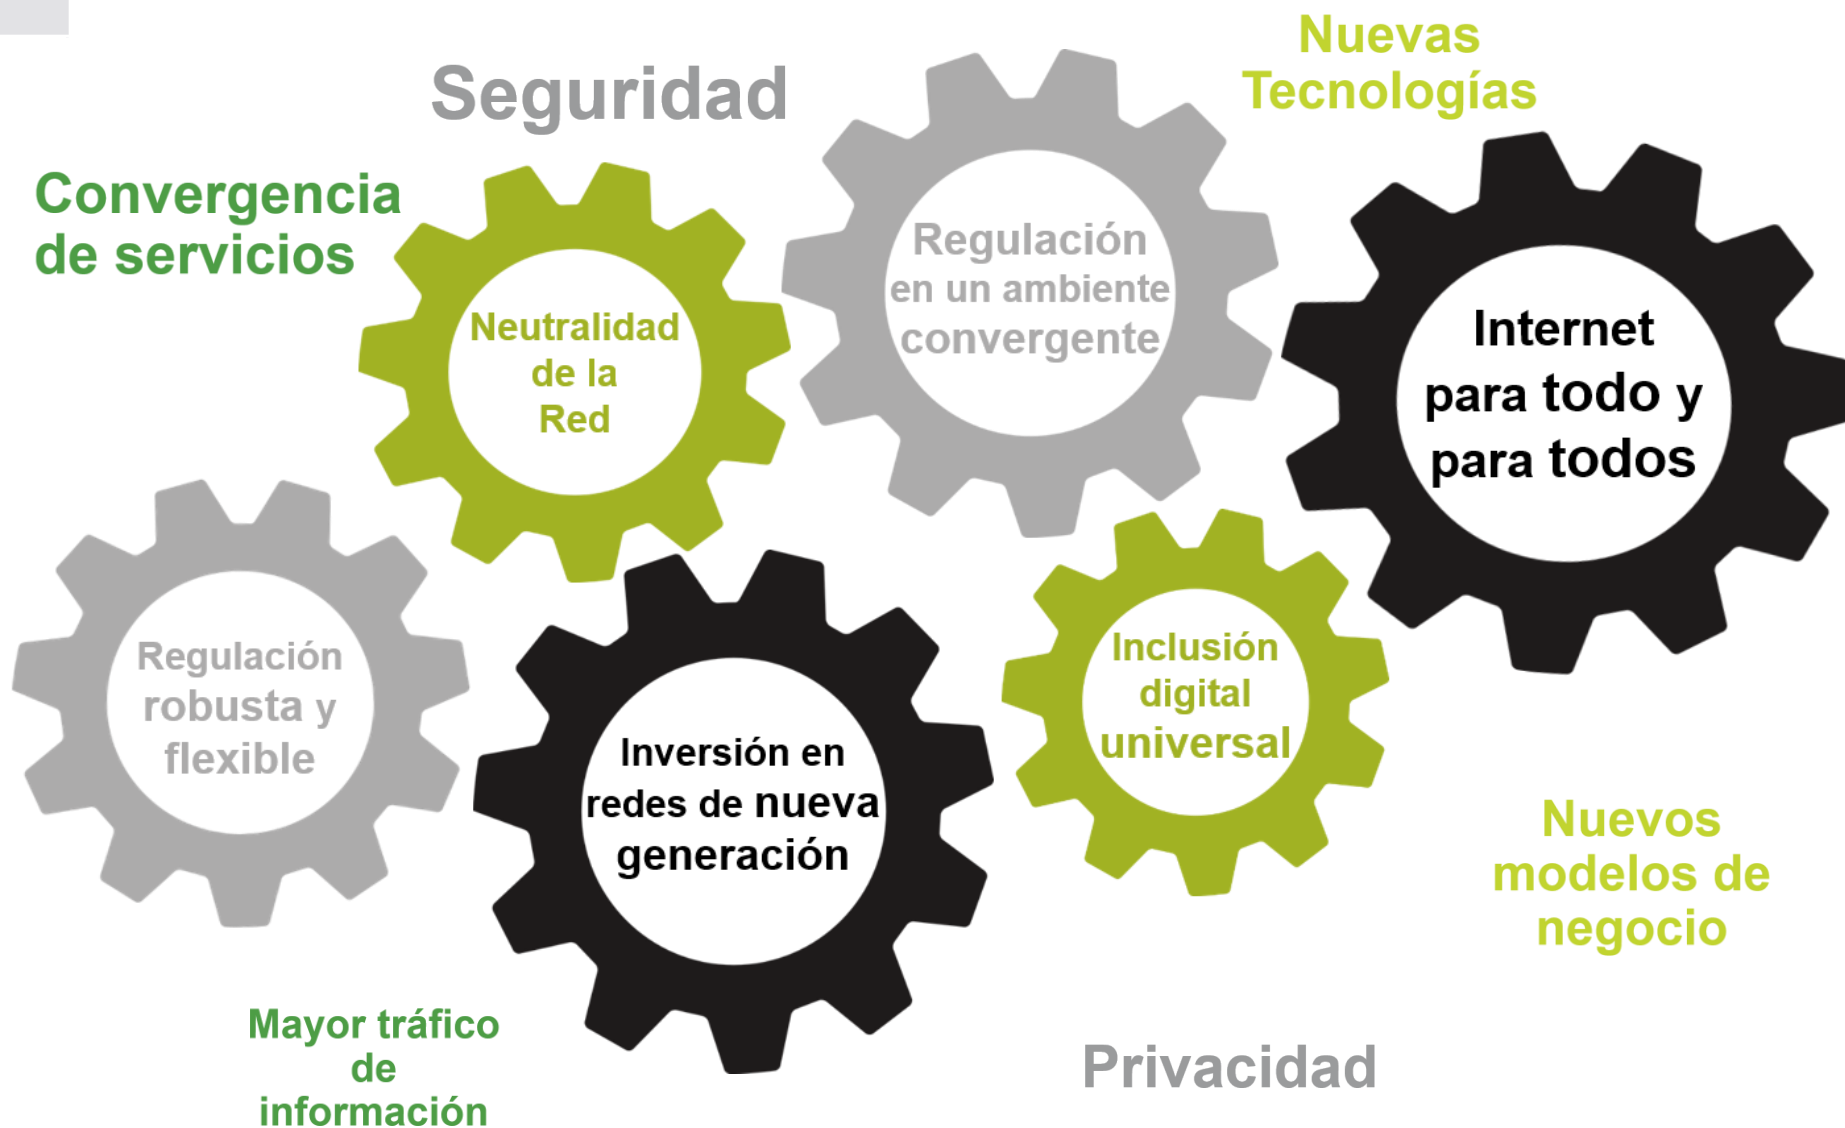 Seguridad
Nuevas
Tecnologías
Convergencia
de servicios
Neutralidad
de la
Red
Regulación
en un ambiente
convergente
Internet
para todo y
para todos
Regulación
robusta y
flexible
Inversión en
redes de nueva
generación
Inclusión
digital
universal
Nuevos
modelos de
negocio
Mayor tráfico
de
información
Privacidad